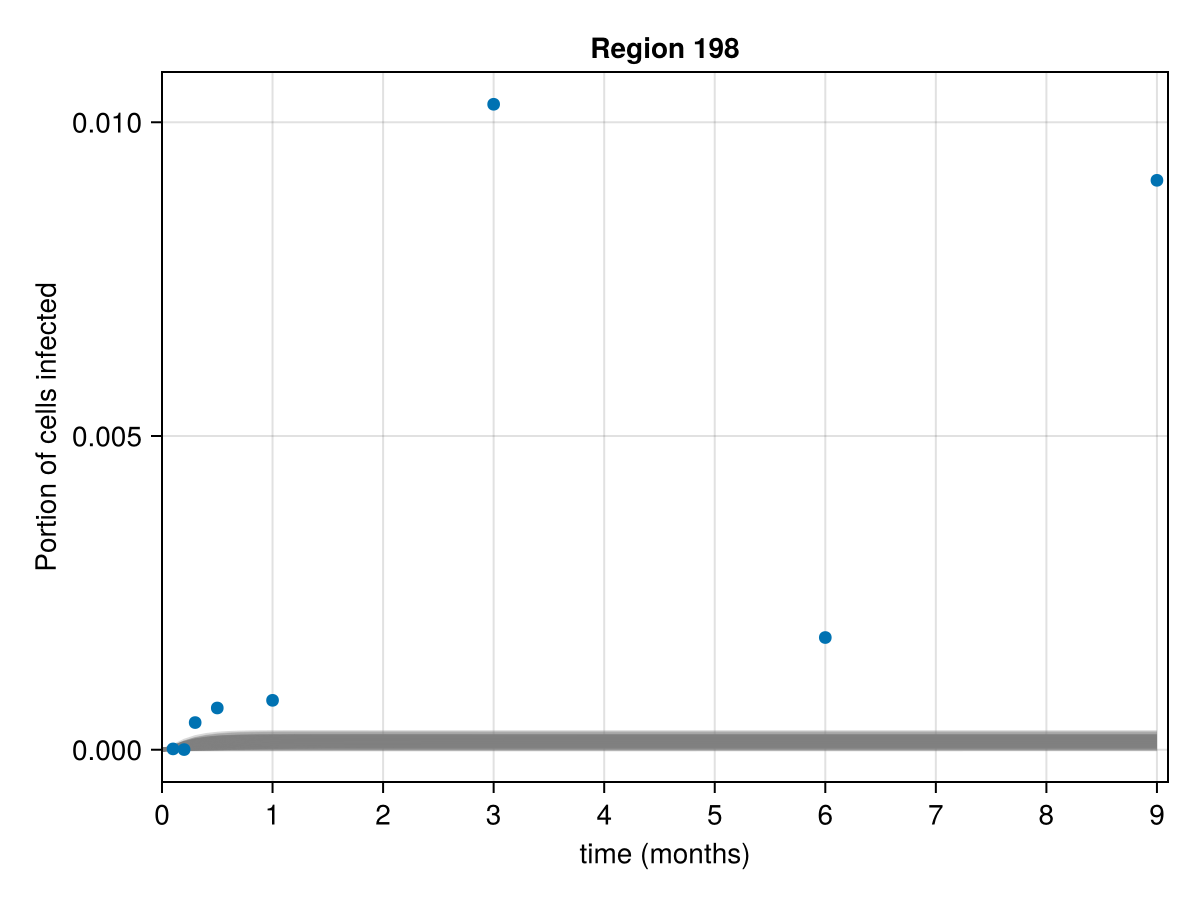 Region 198
0.010
0.005
0.000
Portion of cells infected
0 1 2 3 4 5 6 7 8 9
time (months)